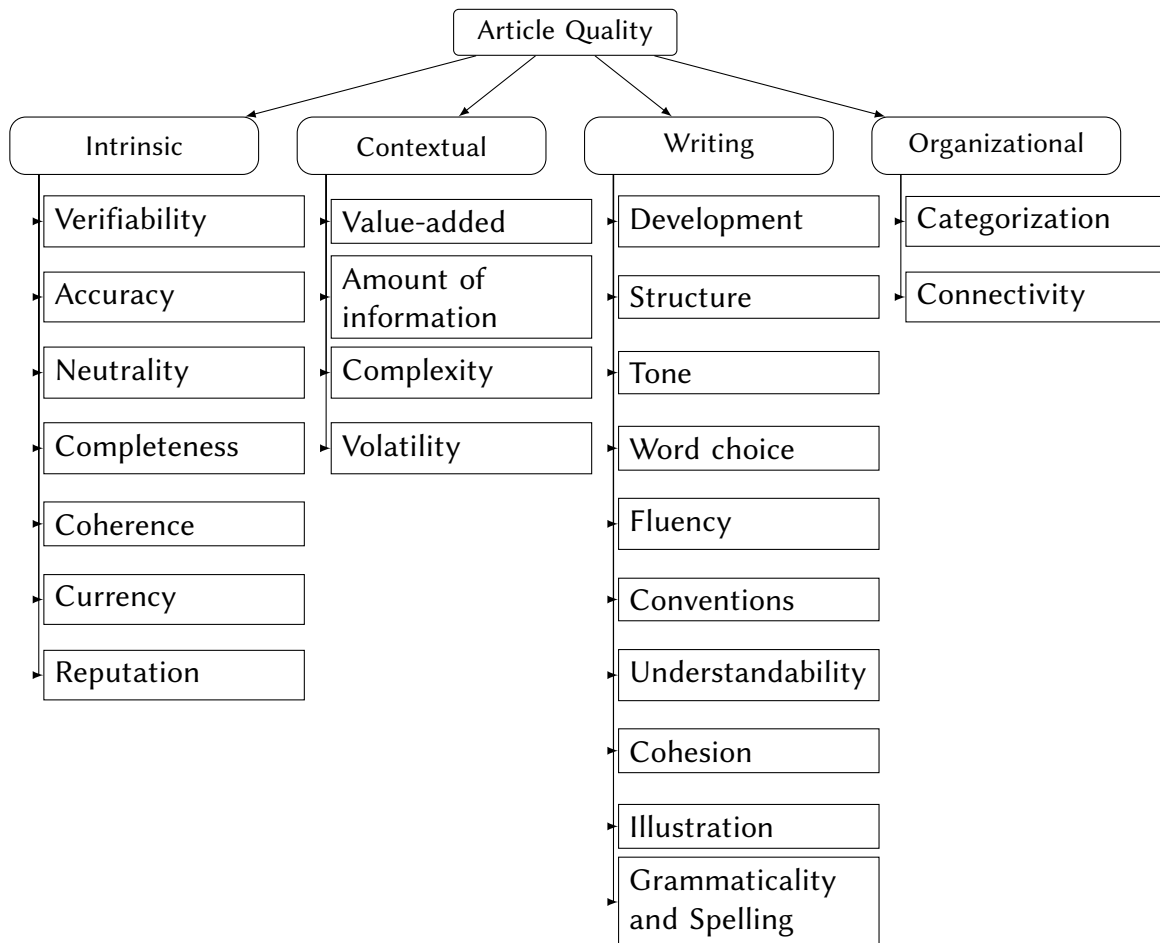 Article Quality
Intrinsic
Verifiability
Accuracy
Neutrality
Completeness
Coherence
Currency
Reputation
Contextual
Value-added
Amount of
information
Complexity
Volatility
Writing
Development
Structure
Tone
Word choice
Fluency
Conventions
Understandability
Cohesion
Illustration
Grammaticality
and Spelling
Organizational
Categorization
Connectivity